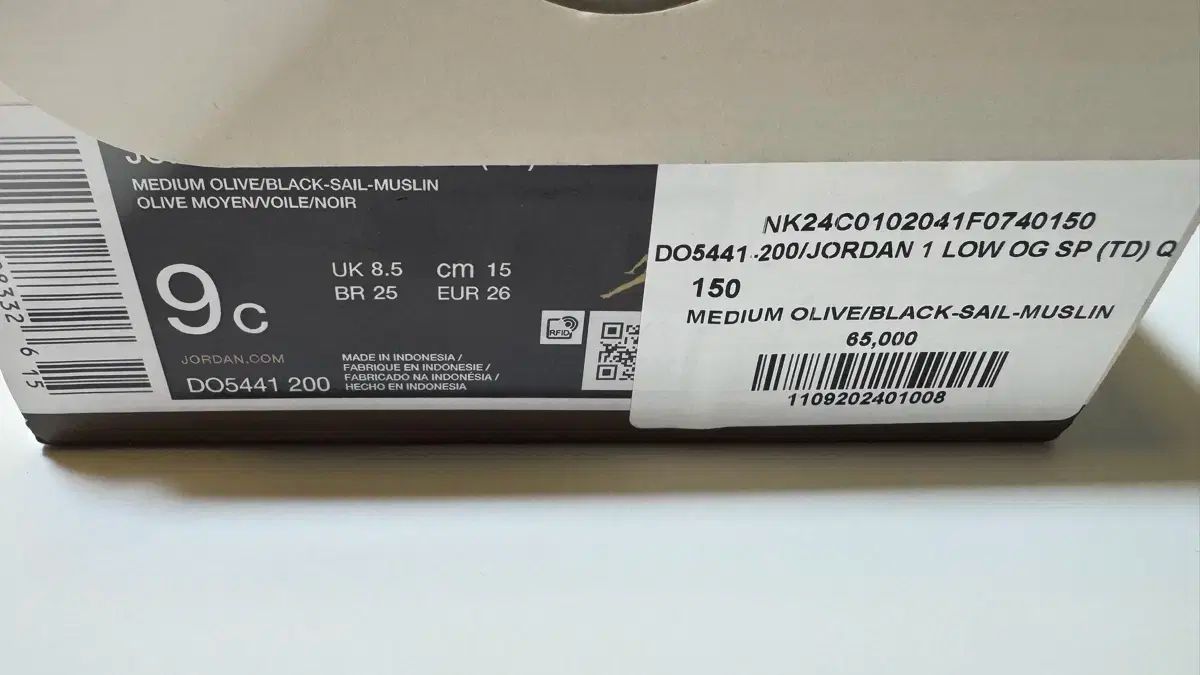 MEDIUM OLIVE/BLACK-SAIL-MUSLIN
OLIVE MOYEN/VOILE/NOIR
9c
UK 8.5 cm 15
BR 25 EUR 26
RFID
JORDAN.COM
DO5441 200
MADE IN INDONESIA /
FABRIQUE EN INDONESIE /
FABRICADO NA INDONÉSIA /
HECHO EN INDONESIA
NK24C0102041F0740150
DO5441-200/JORDAN 1 LOW OG SP (TD) Q
150
MEDIUM OLIVE/BLACK-SAIL-MUSLIN
65,000
1109202401008